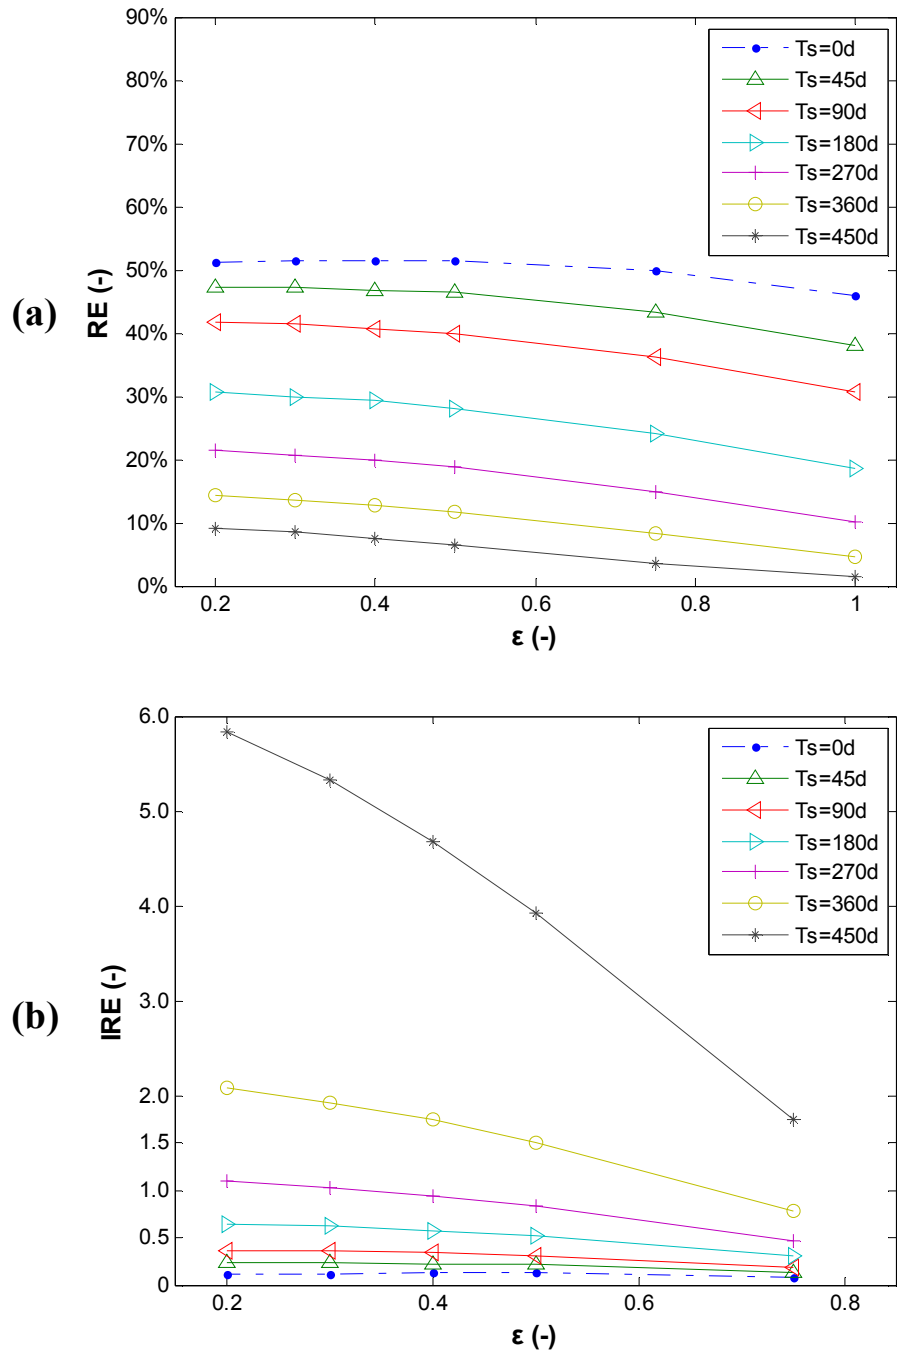 (a)
RE (-)
90%
80%
70%
60%
50%
40%
30%
20%
10%
0%
0.2
0.4
0.6
0.8
1
ε (-)
Ts=0d
Ts=45d
Ts=90d
Ts=180d
Ts=270d
Ts=360d
Ts=450d
(b)
IRE (-)
6.0
5.0
4.0
3.0
2.0
1.5
1.0
0.5
0
0.2
0.4
0.6
0.8
ε (-)
Ts=0d
Ts=45d
Ts=90d
Ts=180d
Ts=270d
Ts=360d
Ts=450d